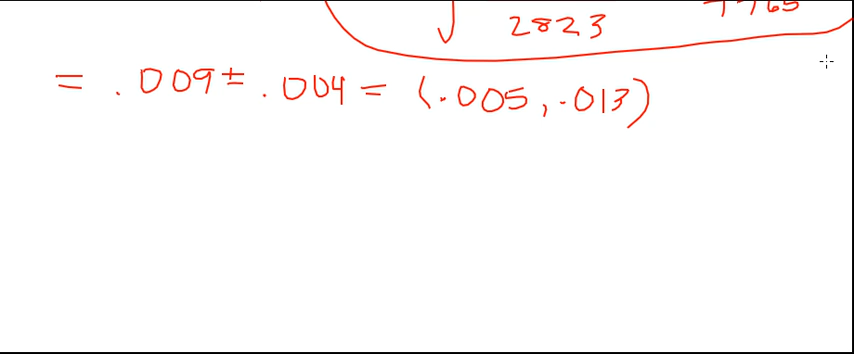 2823
= .009 ± .004 = (.005, .013)